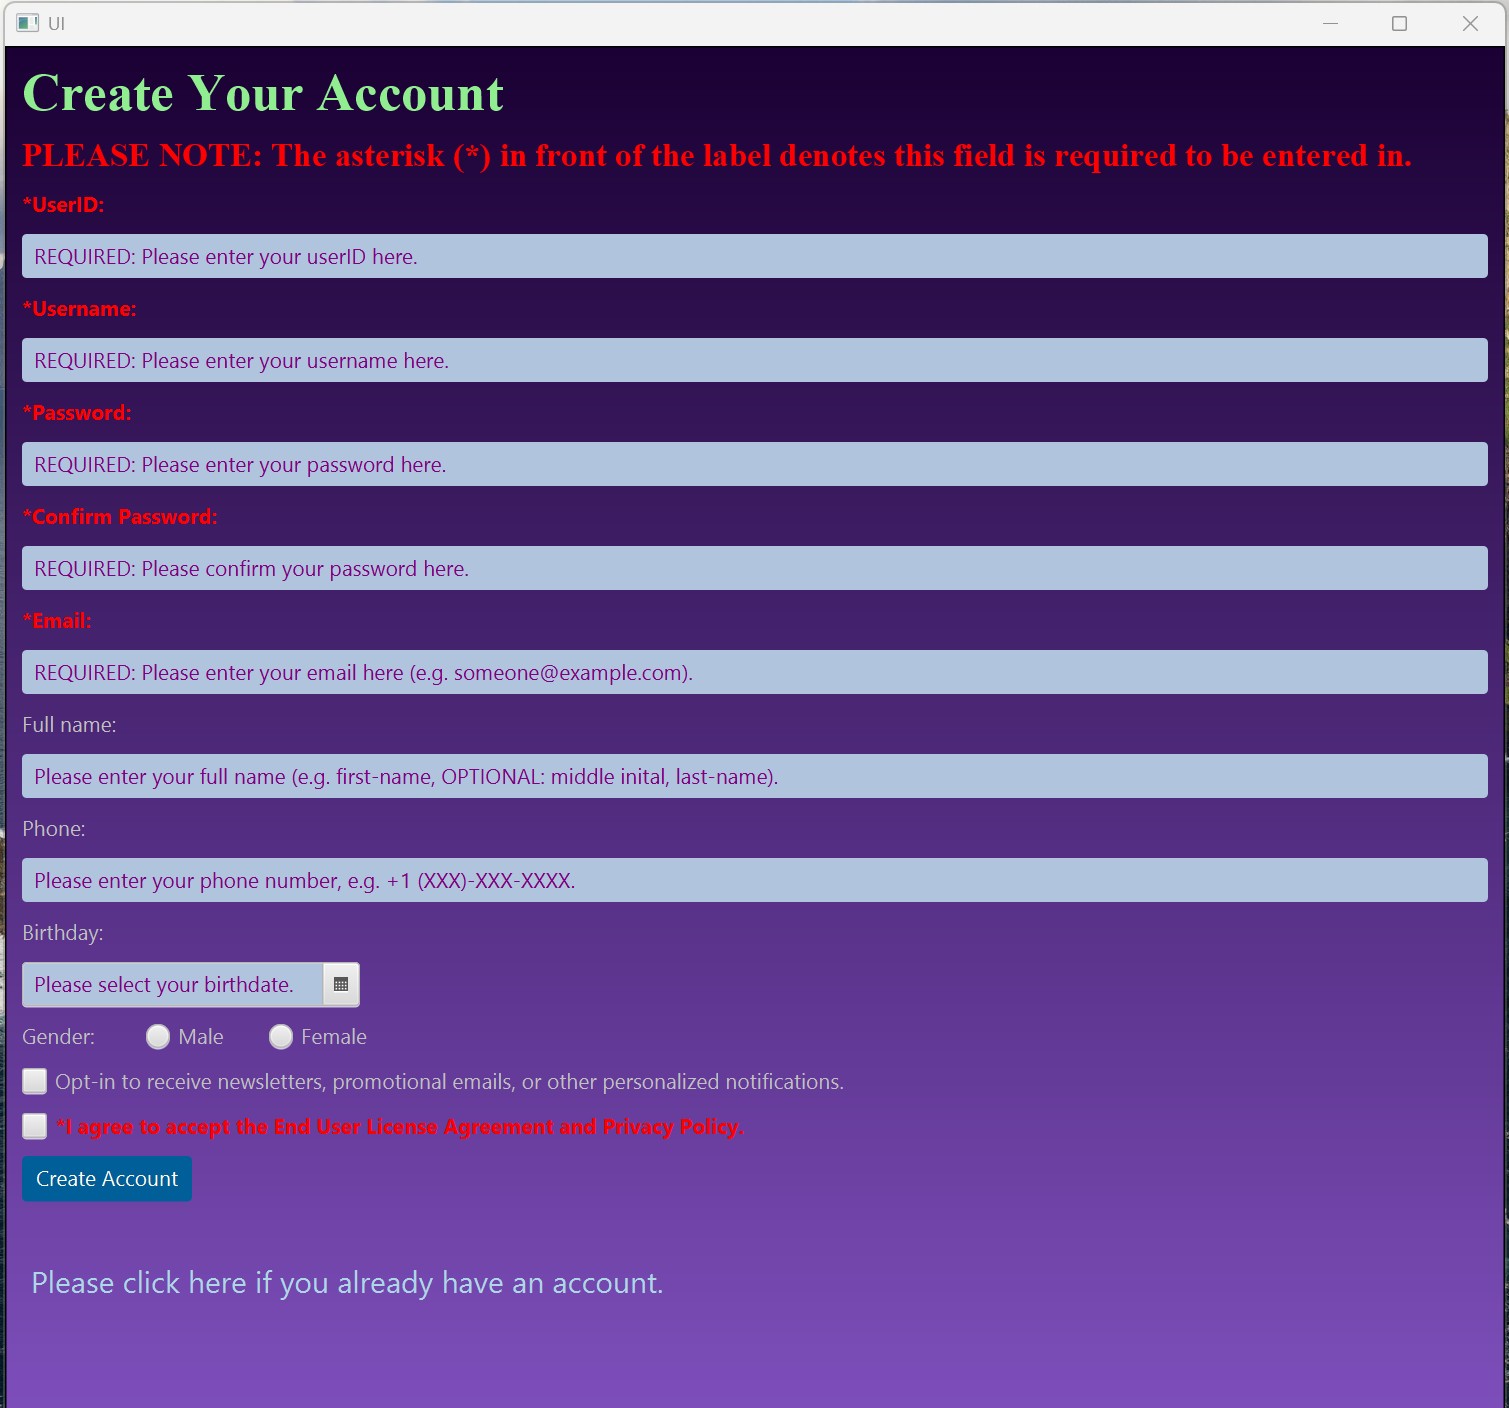 UI
Create Your Account
PLEASE NOTE: The asterisk (*) in front of the label denotes this field is required to be entered in.
*UserID:
REQUIRED: Please enter your userID here.
*Username:
REQUIRED: Please enter your username here.
*Password:
REQUIRED: Please enter your password here.
*Confirm Password:
REQUIRED: Please confirm your password here.
*Email:
REQUIRED: Please enter your email here (e.g. someone@example.com).
Full name:
Please enter your full name (e.g. first-name, OPTIONAL: middle inital, last-name).
Phone:
Please enter your phone number, e.g. +1 (XXX)-XXX-XXXX.
Birthday:
Please select your birthdate.
Gender: Male Female
Opt-in to receive newsletters, promotional emails, or other personalized notifications.
*I agree to accept the End User License Agreement and Privacy Policy.
Create Account
Please click here if you already have an account.